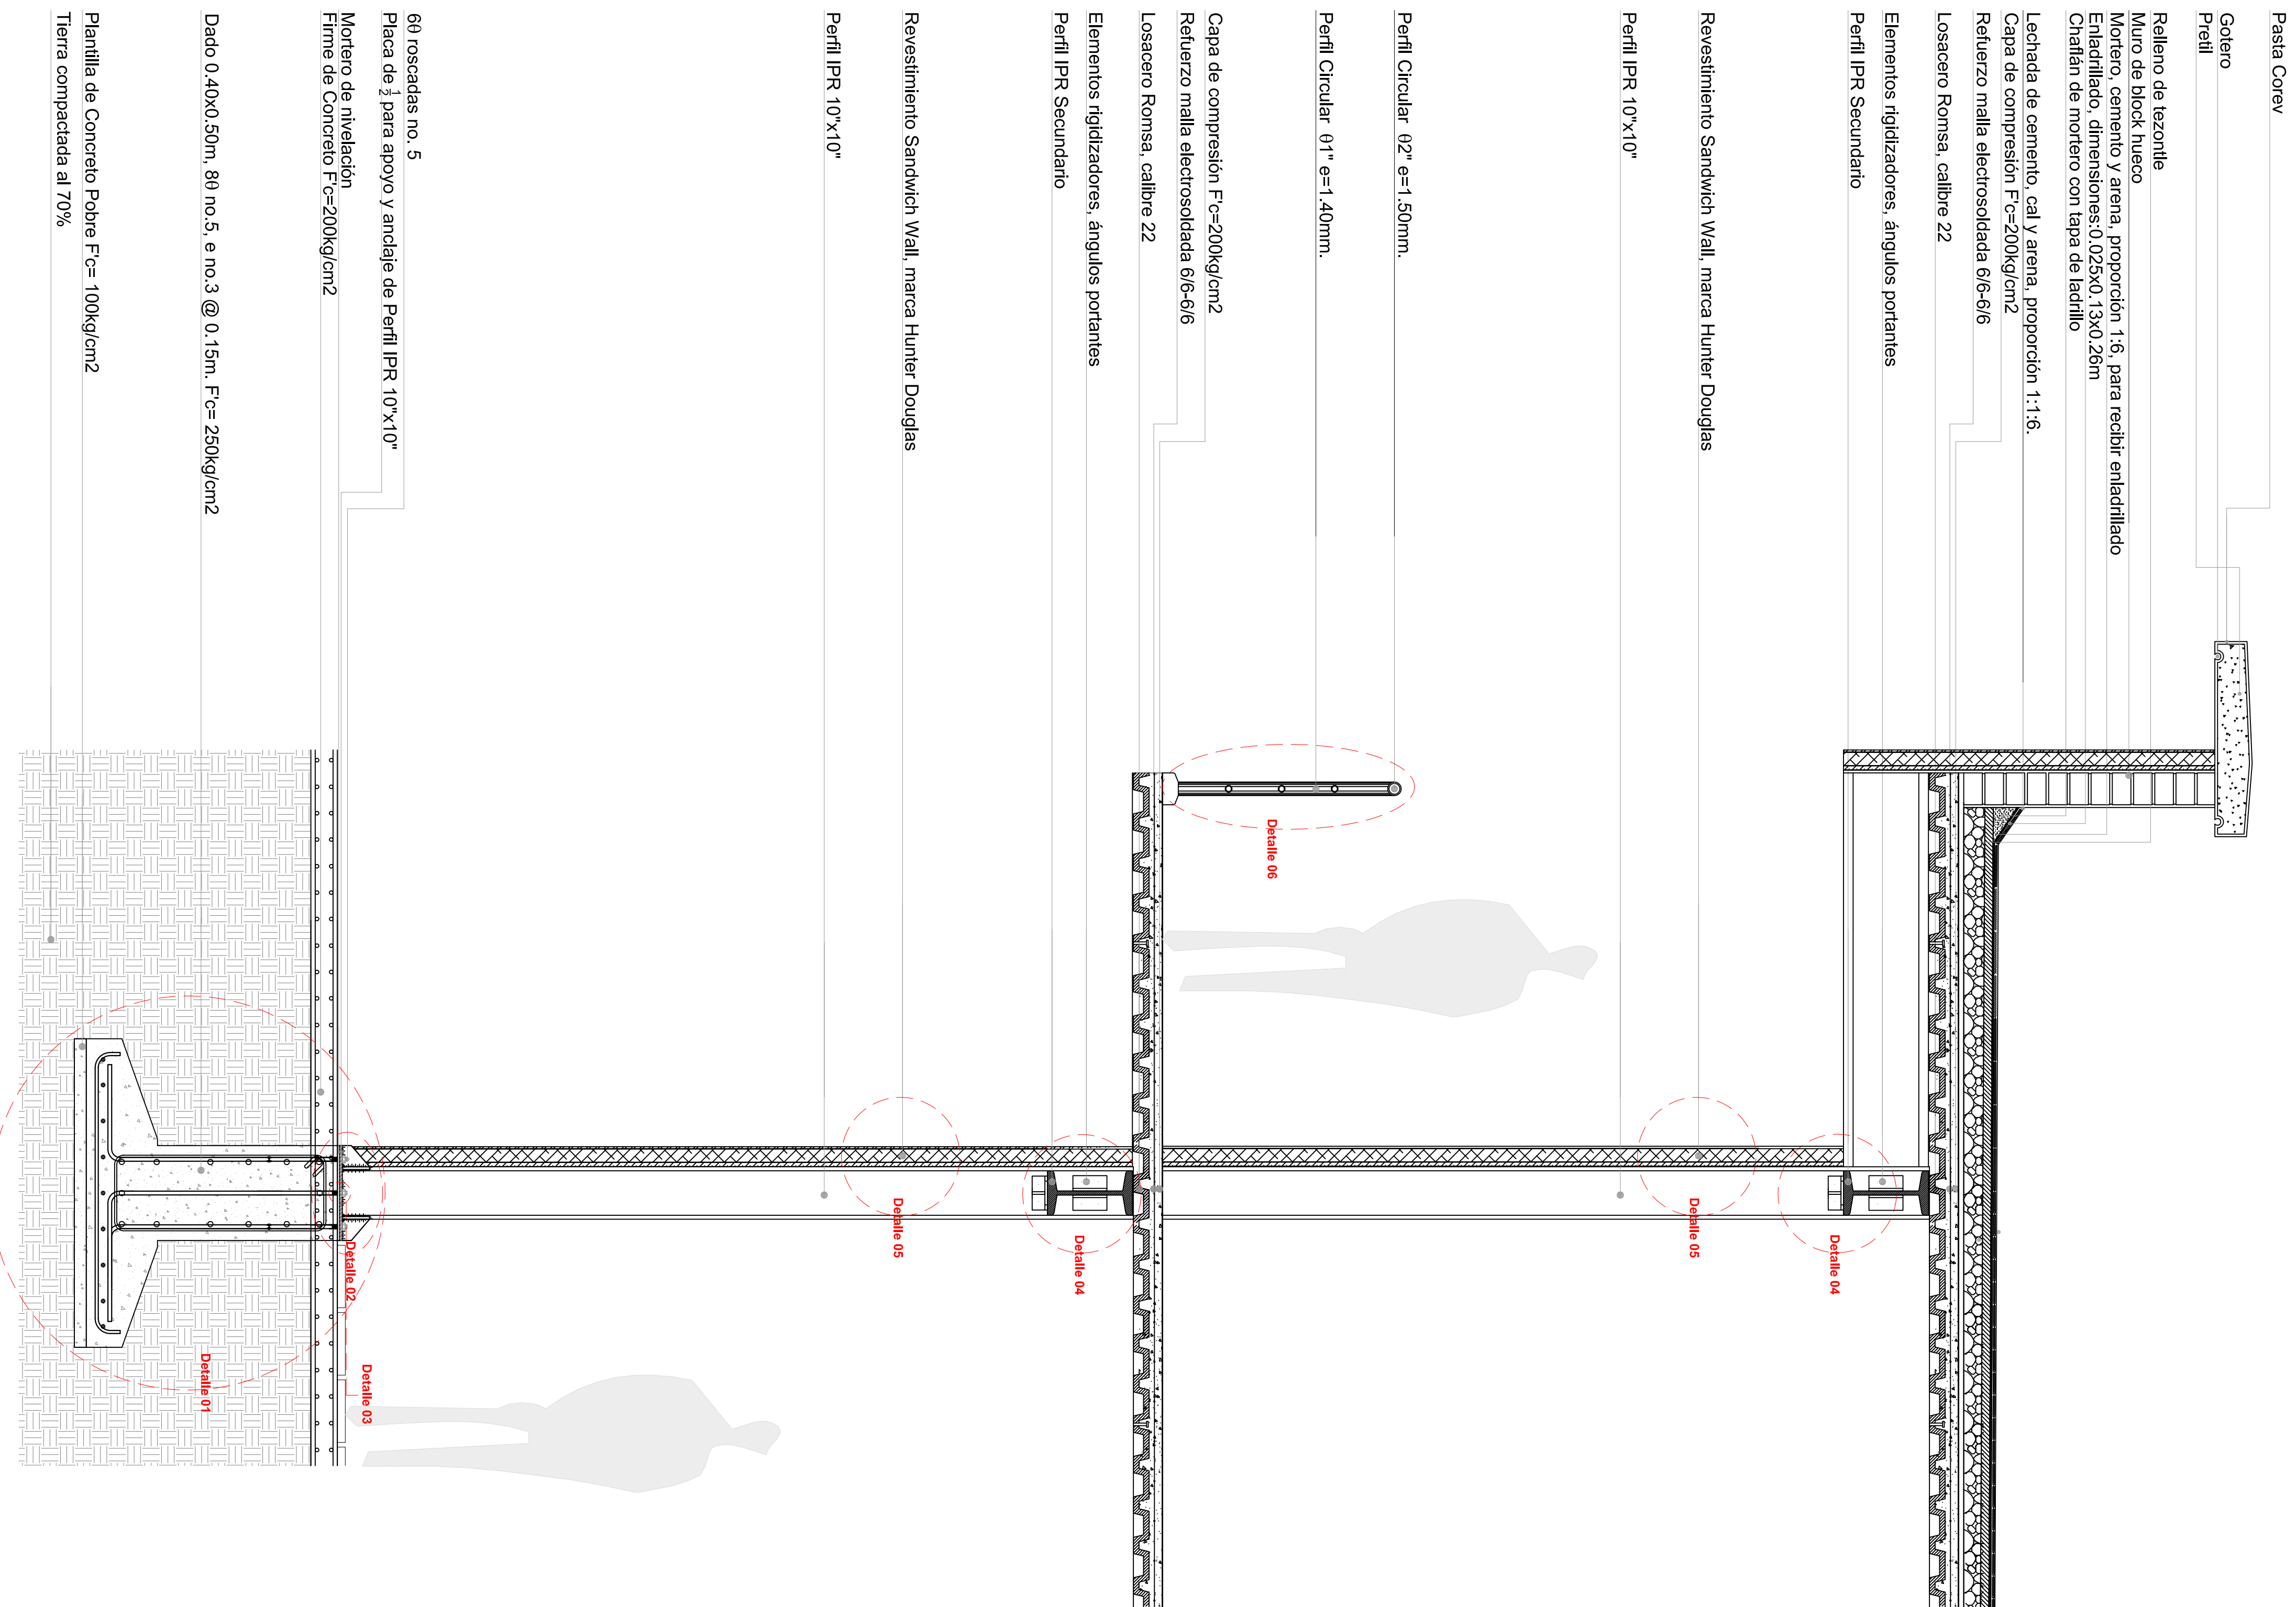 Pasta Corev
Gotero
Pretil
Relleno de tezontle
Muro de block hueco
Mortero, cemento y arena, proporción 1:6, para recibir enladrillado
Enladrillado, dimensiones:0.025x0.13x0.26m
Chaflán de mortero con tapa de ladrillo
Lechada de cemento, cal y arena, proporción 1:1:6.
Capa de compresión F'c=200kg/cm2
Refuerzo malla electrosoldada 6/6-6/6
Losacero Romsa, calibre 22
Elementos rigidizadores, ángulos portantes
Perfil IPR Secundario
Detalle 04
Revestimiento Sandwich Wall, marca Hunter Douglas
Detalle 05
Perfil IPR 10"x10"
Perfil Circular θ2" e=1.50mm.
Perfil Circular θ1" e=1.40mm.
Detalle 06
Capa de compresión F'c=200kg/cm2
Refuerzo malla electrosoldada 6/6-6/6
Losacero Romsa, calibre 22
Elementos rigidizadores, ángulos portantes
Perfil IPR Secundario
Detalle 04
Revestimiento Sandwich Wall, marca Hunter Douglas
Detalle 05
Perfil IPR 10"x10"
6θ roscadas no. 5
Placa de ½ para apoyo y anclaje de Perfil IPR 10"x10"
Mortero de nivelación
Firme de Concreto F'c=200kg/cm2
Detalle 03
Detalle 02
Dado 0.40x0.50m, 8θ no.5, e no.3 @ 0.15m. F'c= 250kg/cm2
Detalle 01
Plantilla de Concreto Pobre F'c= 100kg/cm2
Tierra compactada al 70%